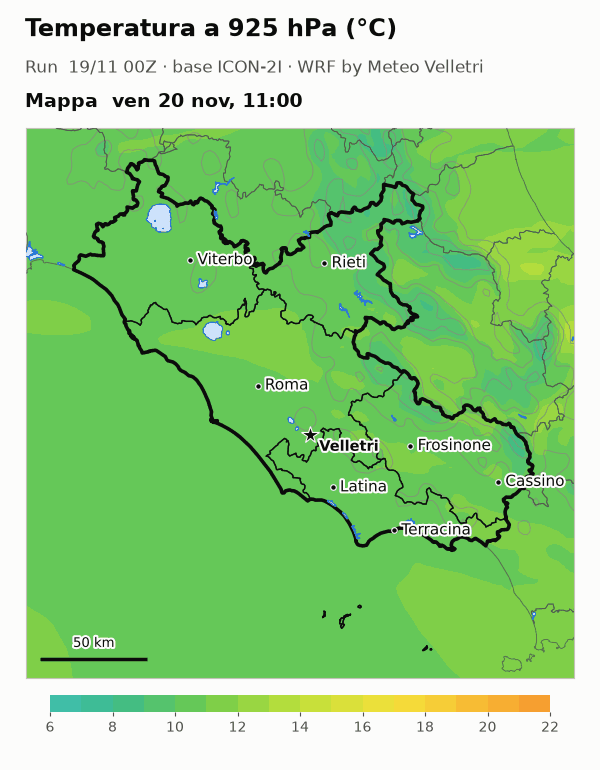 Temperatura a 925 hPa (°C)
Run  19/11 00Z · base ICON-2I · WRF by Meteo Velletri
Mappa  ven 20 nov, 11:00
Viterbo
Rieti
Roma
Velletri
Frosinone
Latina
Cassino
Terracina
50 km
6 8 10 12 14 16 18 20 22